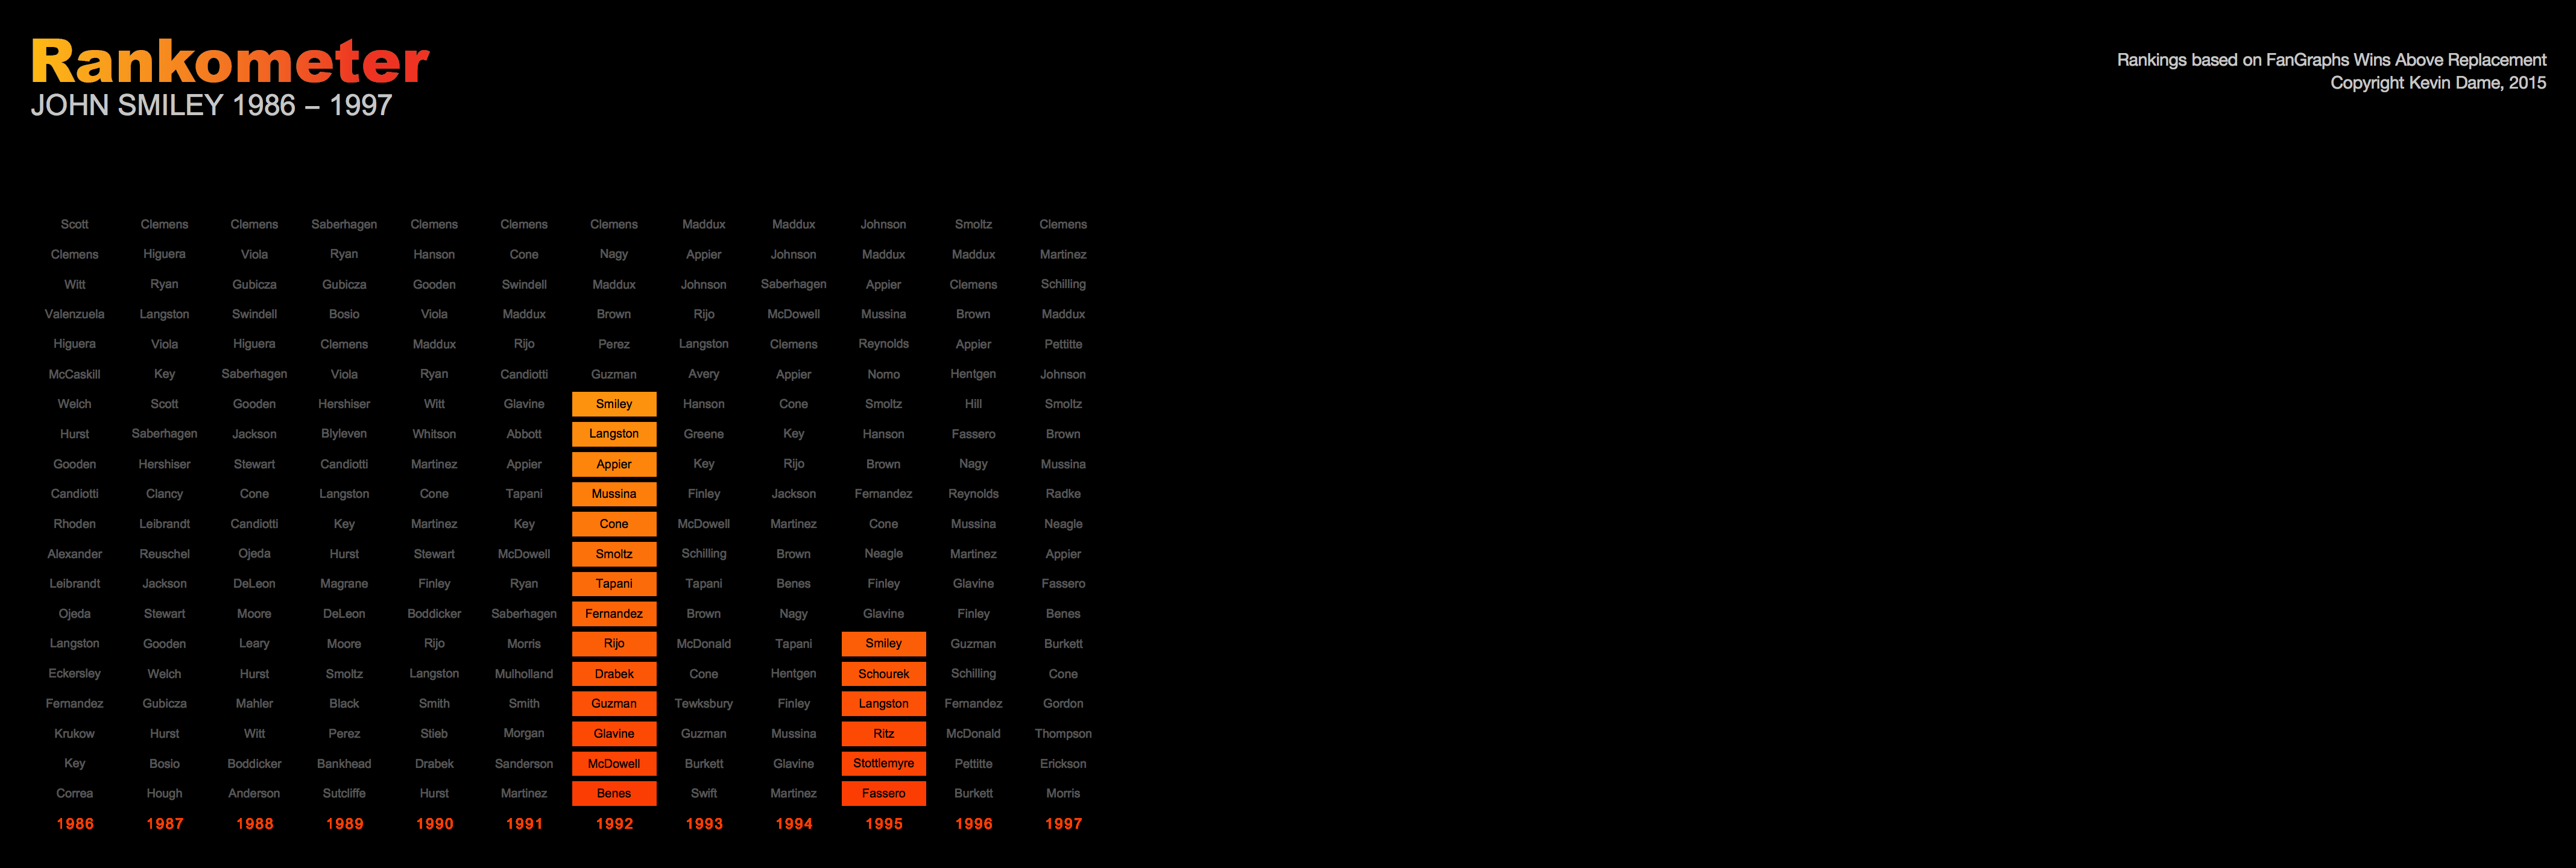 Rankometer
JOHN SMILEY 1986 – 1997
Rankings based on FanGraphs Wins Above Replacement
Copyright Kevin Dame, 2015
Scott Clemens Clemens Saberhagen Clemens Clemens Clemens Maddux Maddux Johnson Smoltz Clemens
Clemens Higuera Viola Ryan Hanson Cone Nagy Appier Johnson Maddux Maddux Martinez
Witt Ryan Gubicza Gubicza Gooden Swindell Maddux Johnson Saberhagen Appier Clemens Schilling
Valenzuela Langston Swindell Bosio Viola Maddux Brown Rijo McDowell Mussina Brown Maddux
Higuera Viola Higuera Clemens Maddux Rijo Perez Langston Clemens Reynolds Appier Pettitte
McCaskill Key Saberhagen Viola Ryan Candiotti Guzman Avery Appier Nomo Hentgen Johnson
Welch Scott Gooden Hershiser Witt Glavine Smiley Hanson Cone Smoltz Hill Smoltz
Hurst Saberhagen Jackson Blyleven Whitson Abbott Langston Greene Key Hanson Fassero Brown
Gooden Hershiser Stewart Candiotti Martinez Appier Appier Key Rijo Brown Nagy Mussina
Candiotti Clancy Cone Langston Cone Tapani Mussina Finley Jackson Fernandez Reynolds Radke
Rhoden Leibrandt Candiotti Key Martinez Key Cone McDowell Martinez Cone Mussina Neagle
Alexander Reuschel Ojeda Hurst Stewart McDowell Smoltz Schilling Brown Neagle Martinez Appier
Leibrandt Jackson DeLeon Magrane Finley Ryan Tapani Tapani Benes Finley Glavine Fassero
Ojeda Stewart Moore DeLeon Boddicker Saberhagen Fernandez Brown Nagy Glavine Finley Benes
Langston Gooden Leary Moore Rijo Morris Rijo McDonald Tapani Smiley Guzman Burkett
Eckersley Welch Hurst Smoltz Langston Mulholland Drabek Cone Hentgen Schourek Schilling Cone
Fernandez Gubicza Mahler Black Smith Smith Guzman Tewksbury Finley Langston Fernandez Gordon
Krukow Hurst Witt Perez Stieb Morgan Glavine Guzman Mussina Ritz McDonald Thompson
Key Bosio Boddicker Bankhead Drabek Sanderson McDowell Burkett Glavine Stottlemyre Pettitte Erickson
Correa Hough Anderson Sutcliffe Hurst Martinez Benes Swift Martinez Fassero Burkett Morris
1986 1987 1988 1989 1990 1991 1992 1993 1994 1995 1996 1997